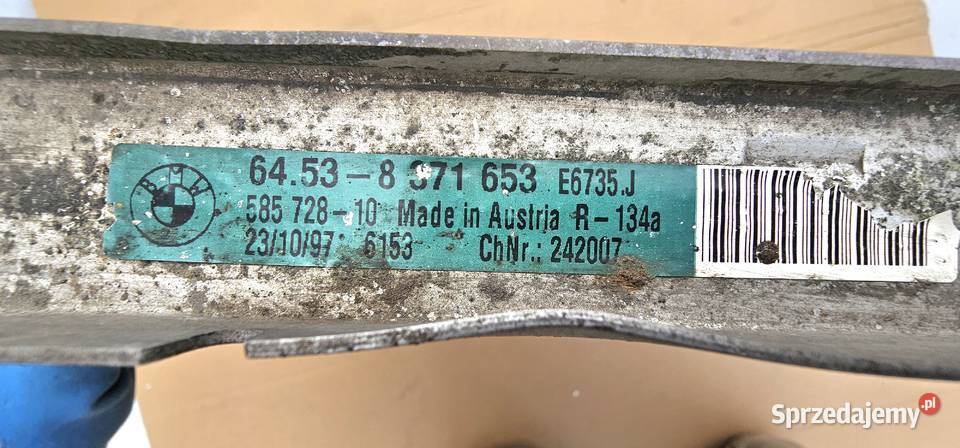 BMW
64.53-8 371 653 E6735.J
585 728-10 Made in Austria R-134a
23/10/97 6153 ChNr.: 242007
Sprzedajemy.pl